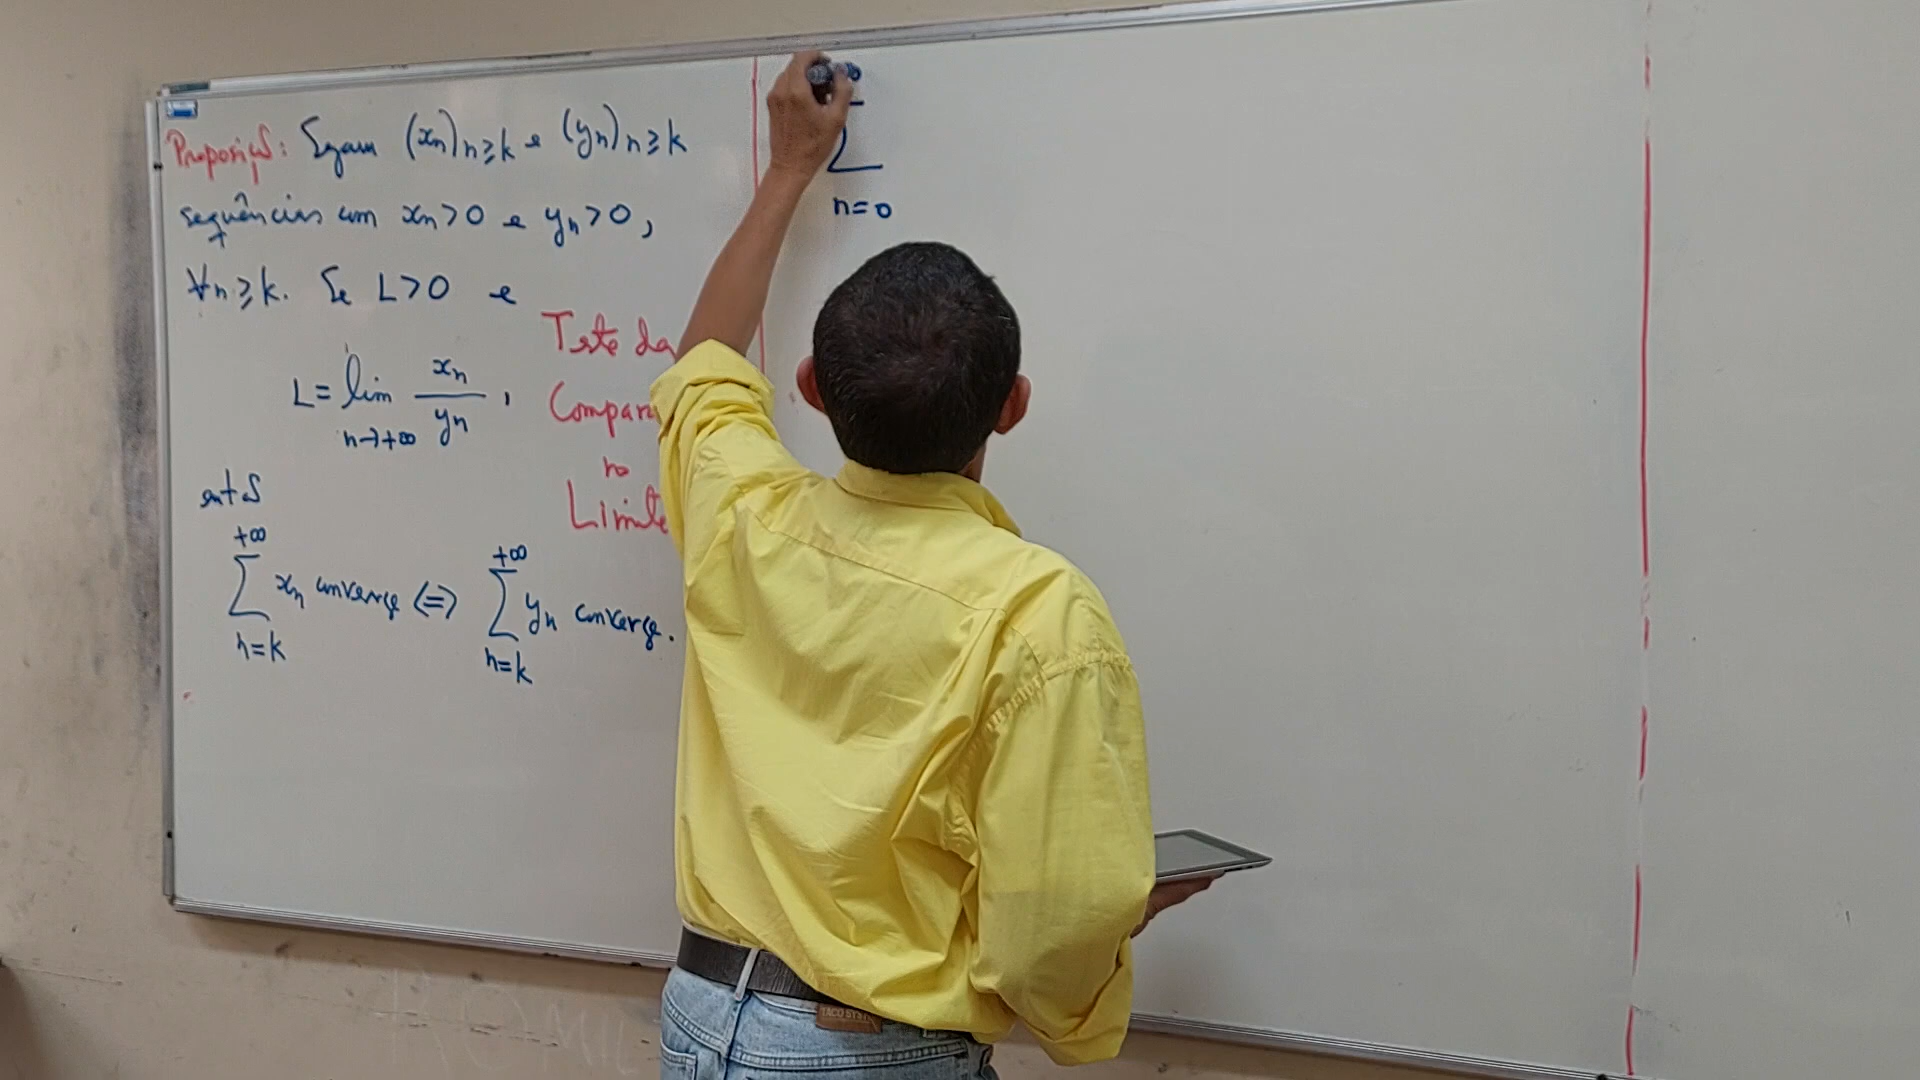 Proposição: Sejam (xₙ)ₙ≥k e (yₙ)ₙ≥k
sequências com xₙ>0 e yₙ>0,
∀n≥k. Se L>0 e
L = lim xₙ/yₙ ,
n→+∞
então
+∞ +∞
∑ xₙ converge ⇔ ∑ yₙ converge.
n=k n=k
Teste da
no
Limite
∑
n=0